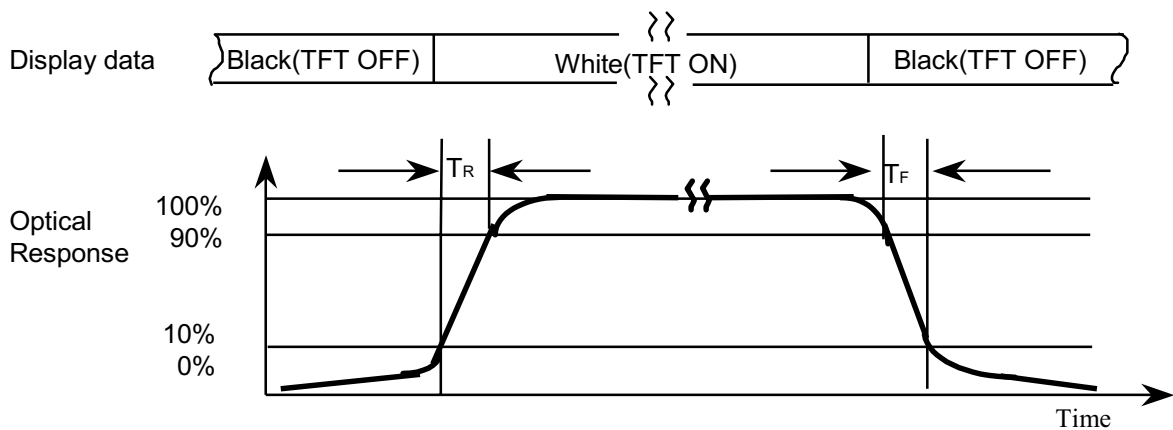 Display data
Black(TFT OFF)
White(TFT ON)
Black(TFT OFF)
TR
TF
Optical
Response
100%
90%
10%
0%
Time